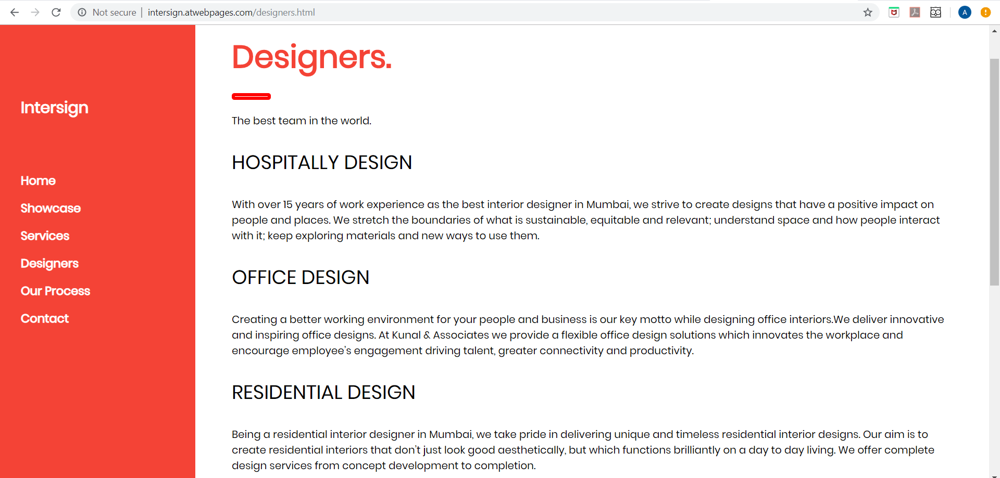 Not secure | intersign.atwebpages.com/designers.html
A
Intersign
Home
Showcase
Services
Designers
Our Process
Contact
Designers.
The best team in the world.
HOSPITALLY DESIGN
With over 15 years of work experience as the best interior designer in Mumbai, we strive to create designs that have a positive impact on
people and places. We stretch the boundaries of what is sustainable, equitable and relevant; understand space and how people interact
with it; keep exploring materials and new ways to use them.
OFFICE DESIGN
Creating a better working environment for your people and business is our key motto while designing office interiors.We deliver innovative
and inspiring office designs. At Kunal & Associates we provide a flexible office design solutions which innovates the workplace and
encourage employee’s engagement driving talent, greater connectivity and productivity.
RESIDENTIAL DESIGN
Being a residential interior designer in Mumbai, we take pride in delivering unique and timeless residential interior designs. Our aim is to
create residential interiors that don’t just look good aesthetically, but which functions brilliantly on a day to day living. We offer complete
design services from concept development to completion.